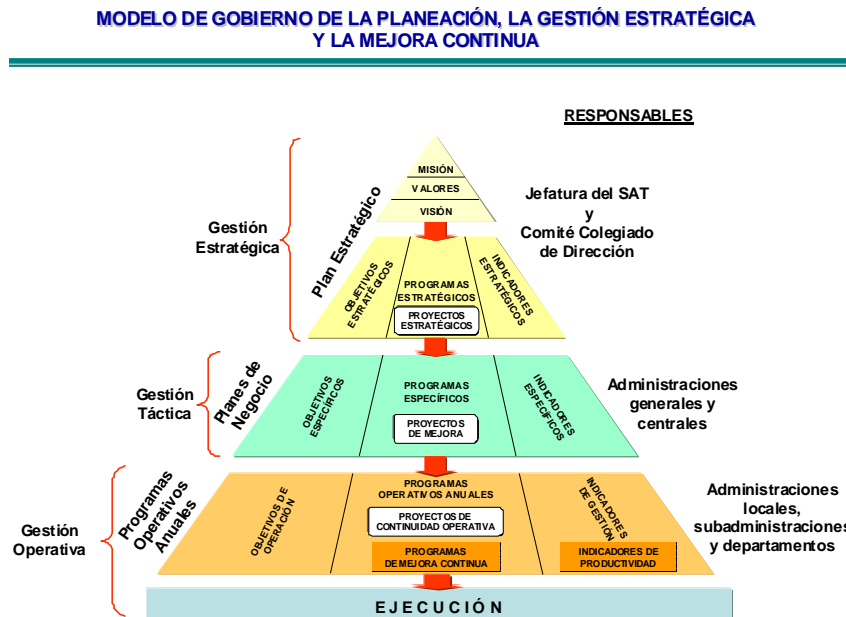 MODELO DE GOBIERNO DE LA PLANEACIÓN, LA GESTIÓN ESTRATÉGICA
Y LA MEJORA CONTINUA
RESPONSABLES
MISIÓN
VALORES
VISIÓN
Jefatura del SAT
y
Comité Colegiado
de Dirección
Gestión
Estratégica
Plan Estratégico
OBJETIVOS
ESTRATÉGICOS
PROGRAMAS
ESTRATÉGICOS
PROYECTOS
ESTRATÉGICOS
INDICADORES
ESTRATÉGICOS
Gestión
Táctica
Planes de
Negocio
OBJETIVOS
ESPECÍFICOS
PROGRAMAS
ESPECÍFICOS
PROYECTOS
DE MEJORA
INDICADORES
ESPECÍFICOS
Administraciones
generales y
centrales
Gestión
Operativa
Programas
Operativos
Anuales
OBJETIVOS DE
OPERACIÓN
PROGRAMAS
OPERATIVOS ANUALES
PROYECTOS DE
CONTINUIDAD OPERATIVA
PROGRAMAS
DE MEJORA CONTINUA
INDICADORES
DE GESTIÓN
INDICADORES DE
PRODUCTIVIDAD
Administraciones
locales,
subadministraciones
y departamentos
EJECUCIÓN